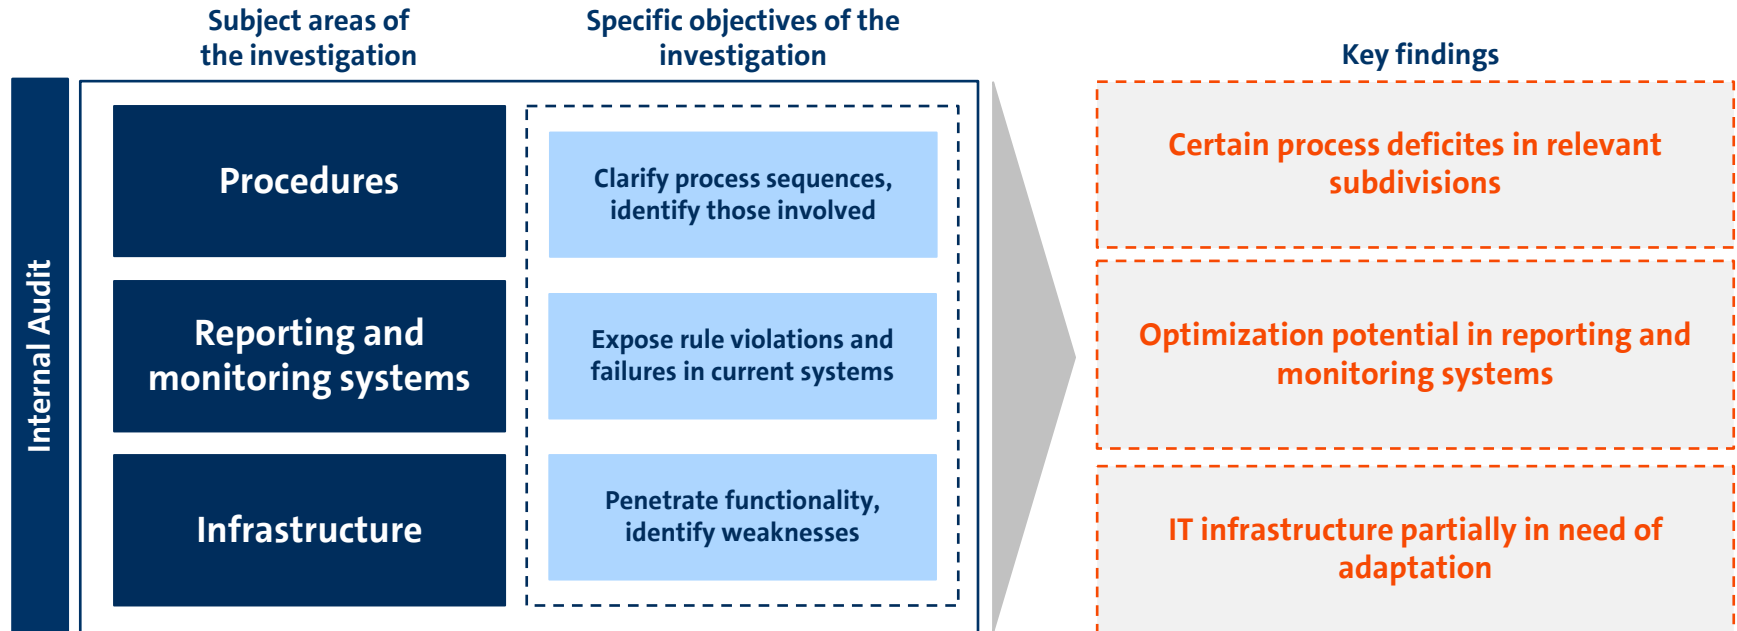 Subject areas of
the investigation
Specific objectives of the
investigation
Key findings
Internal Audit
Procedures
Clarify process sequences,
identify those involved
Certain process deficites in relevant
subdivisions
Reporting and
monitoring systems
Expose rule violations and
failures in current systems
Optimization potential in reporting and
monitoring systems
Infrastructure
Penetrate functionality,
identify weaknesses
IT infrastructure partially in need of
adaptation